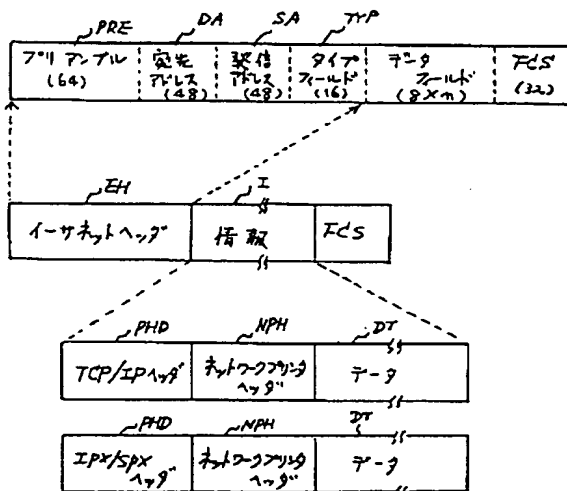 PRE DA SA TYP
プリアンブル 宛先 発信 タイプ データ FCS
(64) アドレス アドレス フィールド フィールド (32)
(48) (48) (16) (8×n)
EH I
イーサネットヘッダ 情報 FCS
PHD NPH DT
TCP/IPヘッダ ネットワークプリンタ データ
ヘッダ
PHD NPH DT
IPX/SPX ネットワークプリンタ データ
ヘッダ ヘッダ